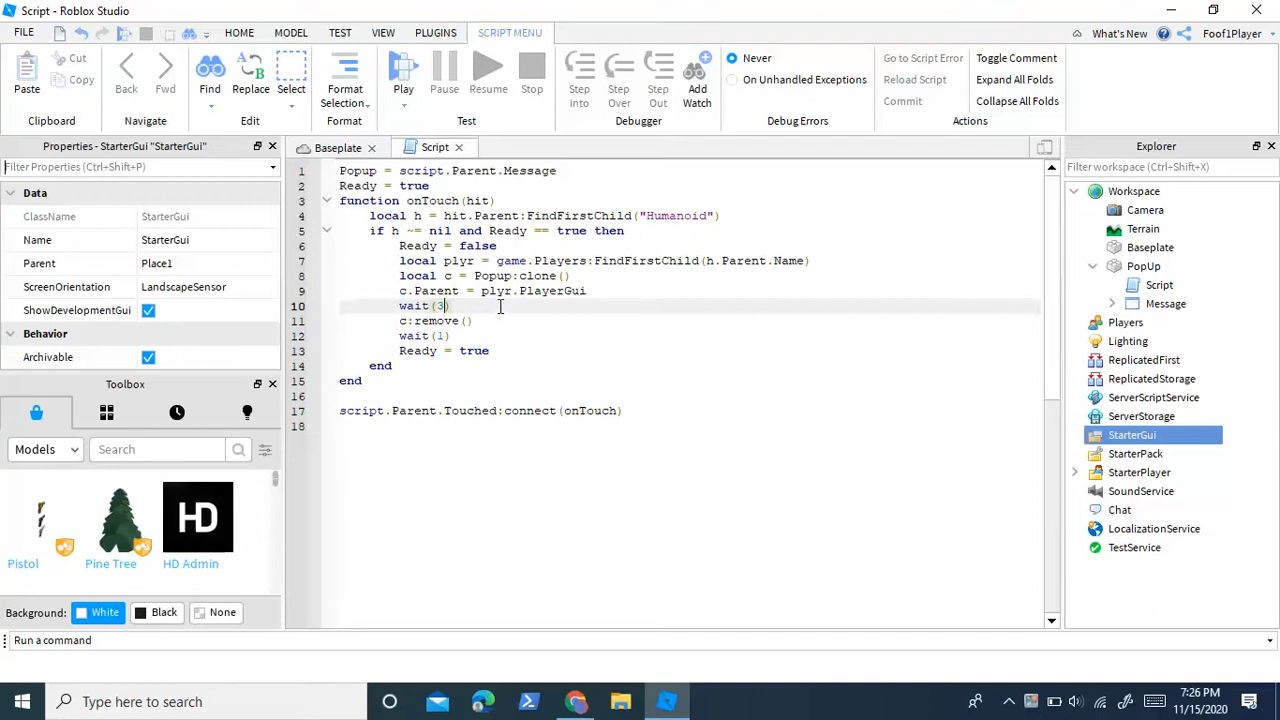 Script - Roblox Studio
FILE HOME MODEL TEST VIEW PLUGINS SCRIPT MENU What's New Foof1Player
Paste Cut Copy
Clipboard
Back Fwd
Navigate
Find Replace Select
Edit
Format Selection
Format
Play Pause Resume Stop
Test
Step Into Step Over Step Out Add Watch
Debugger
Never
On Unhandled Exceptions
Debug Errors
Go to Script Error
Reload Script
Commit
Toggle Comment
Expand All Folds
Collapse All Folds
Actions
Properties - StarterGui "StarterGui"
Filter Properties (Ctrl+Shift+P)
Data
ClassName StarterGui
Name StarterGui
Parent Place1
ScreenOrientation LandscapeSensor
ShowDevelopmentGui
Behavior
Archivable
Toolbox
Models Search
Pistol
Pine Tree
HD
HD Admin
Background: White Black None
Baseplate Script
1 Popup = script.Parent.Message
2 Ready = true
3 function onTouch(hit)
4 local h = hit.Parent:FindFirstChild("Humanoid")
5 if h ~= nil and Ready == true then
6 Ready = false
7 local plyr = game.Players:FindFirstChild(h.Parent.Name)
8 local c = Popup:clone()
9 c.Parent = plyr.PlayerGui
10 wait(3)
11 c:remove()
12 wait(1)
13 Ready = true
14 end
15 end
16
17 script.Parent.Touched:connect(onTouch)
18
Explorer
Filter workspace (Ctrl+Shift+X)
Workspace
Camera
Terrain
Baseplate
PopUp
Script
Message
Players
Lighting
ReplicatedFirst
ReplicatedStorage
ServerScriptService
ServerStorage
StarterGui
StarterPack
StarterPlayer
SoundService
Chat
LocalizationService
TestService
Run a command
Type here to search
7:26 PM
11/15/2020